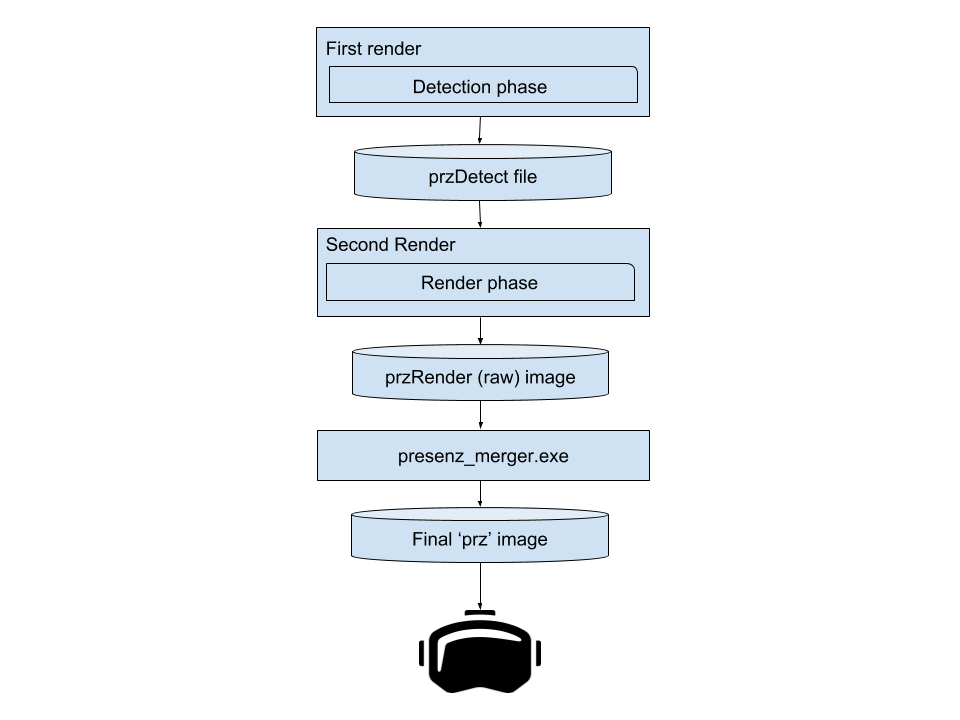 First render
Detection phase
przDetect file
Second Render
Render phase
przRender (raw) image
presenz_merger.exe
Final ‘prz’ image